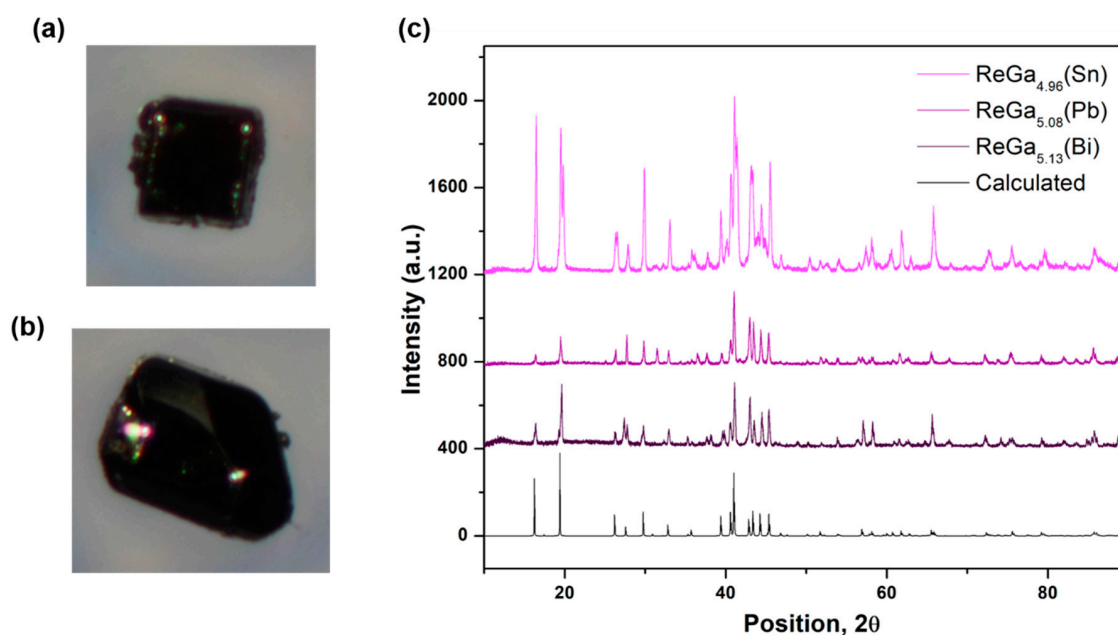 (a)
(b)
(c)
ReGa4.96(Sn)
ReGa5.08(Pb)
ReGa5.13(Bi)
Calculated
Intensity (a.u.)
2000
1600
1200
800
400
0
20
40
60
80
Position, 2θ